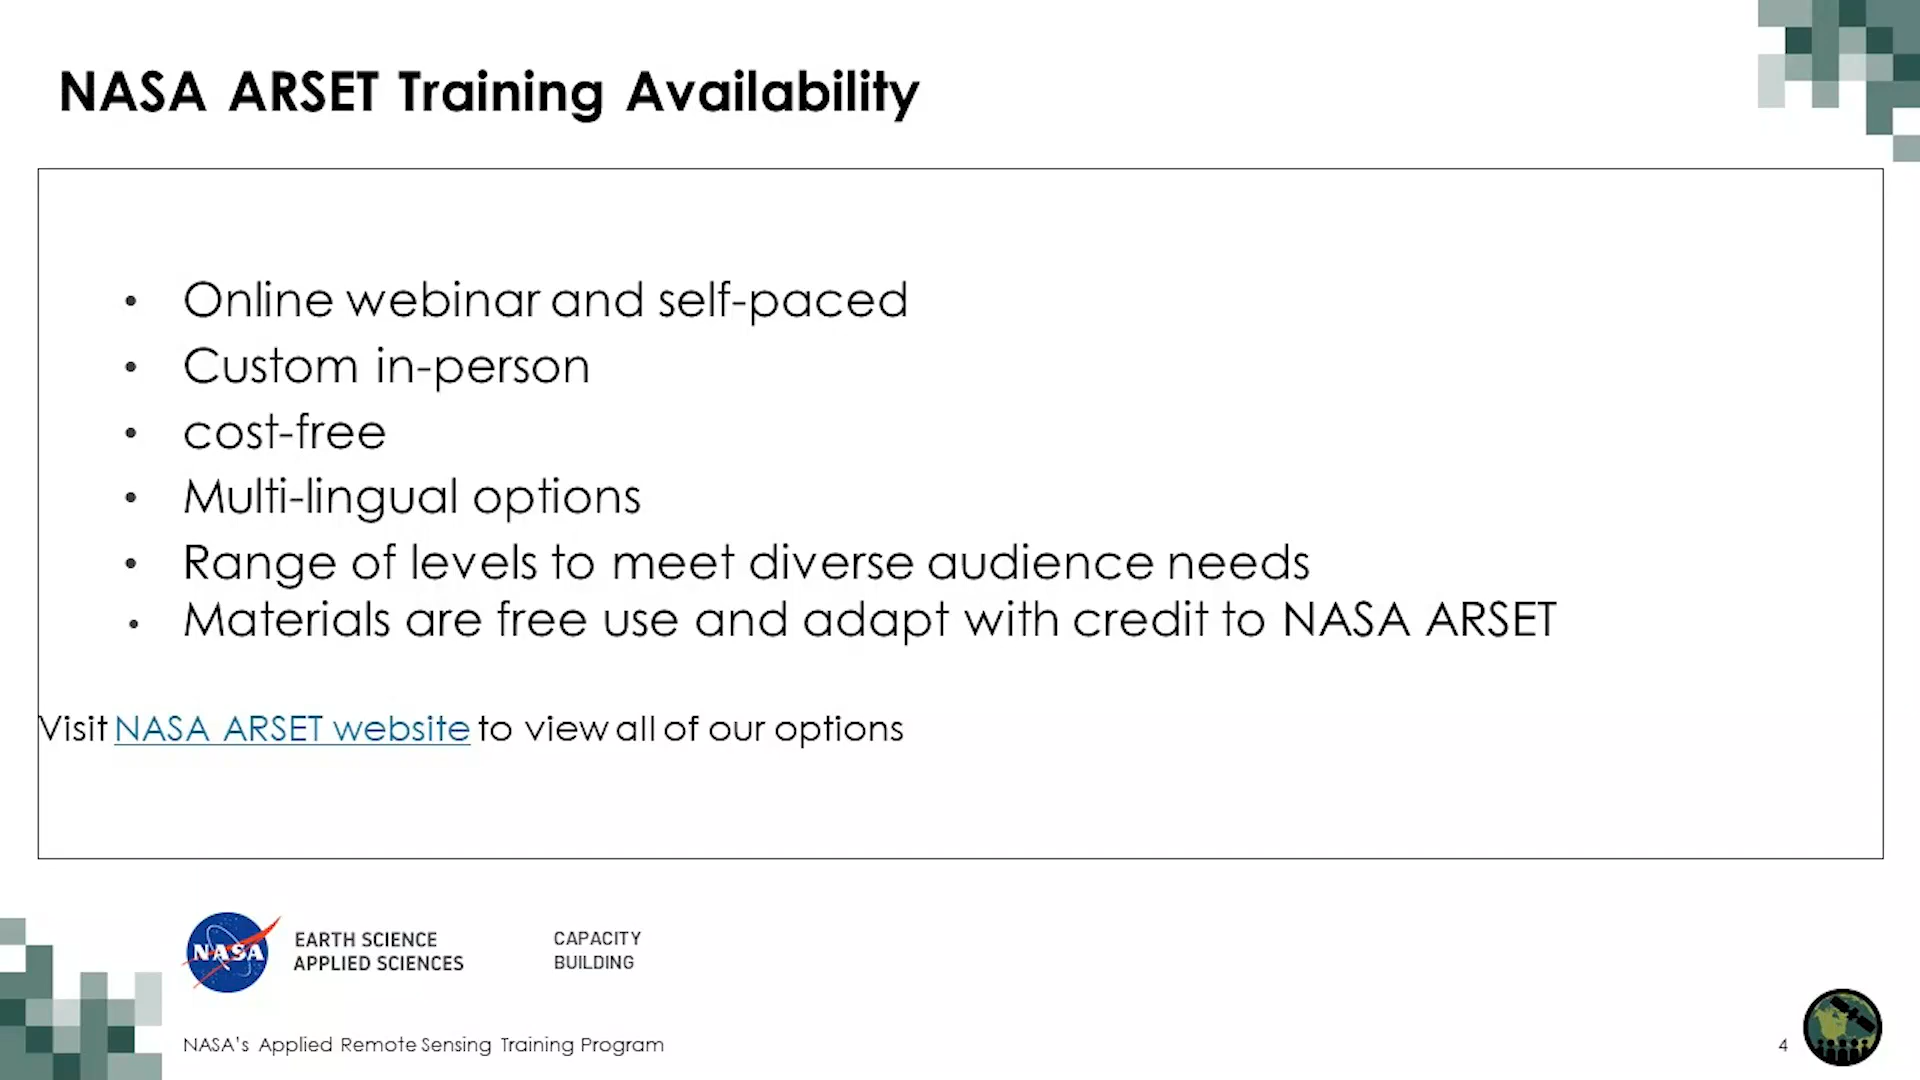 NASA ARSET Training Availability
• Online webinar and self-paced
• Custom in-person
• cost-free
• Multi-lingual options
• Range of levels to meet diverse audience needs
• Materials are free use and adapt with credit to NASA ARSET
Visit NASA ARSET website to view all of our options
NASA
EARTH SCIENCE
APPLIED SCIENCES
CAPACITY
BUILDING
NASA's Applied Remote Sensing Training Program
4